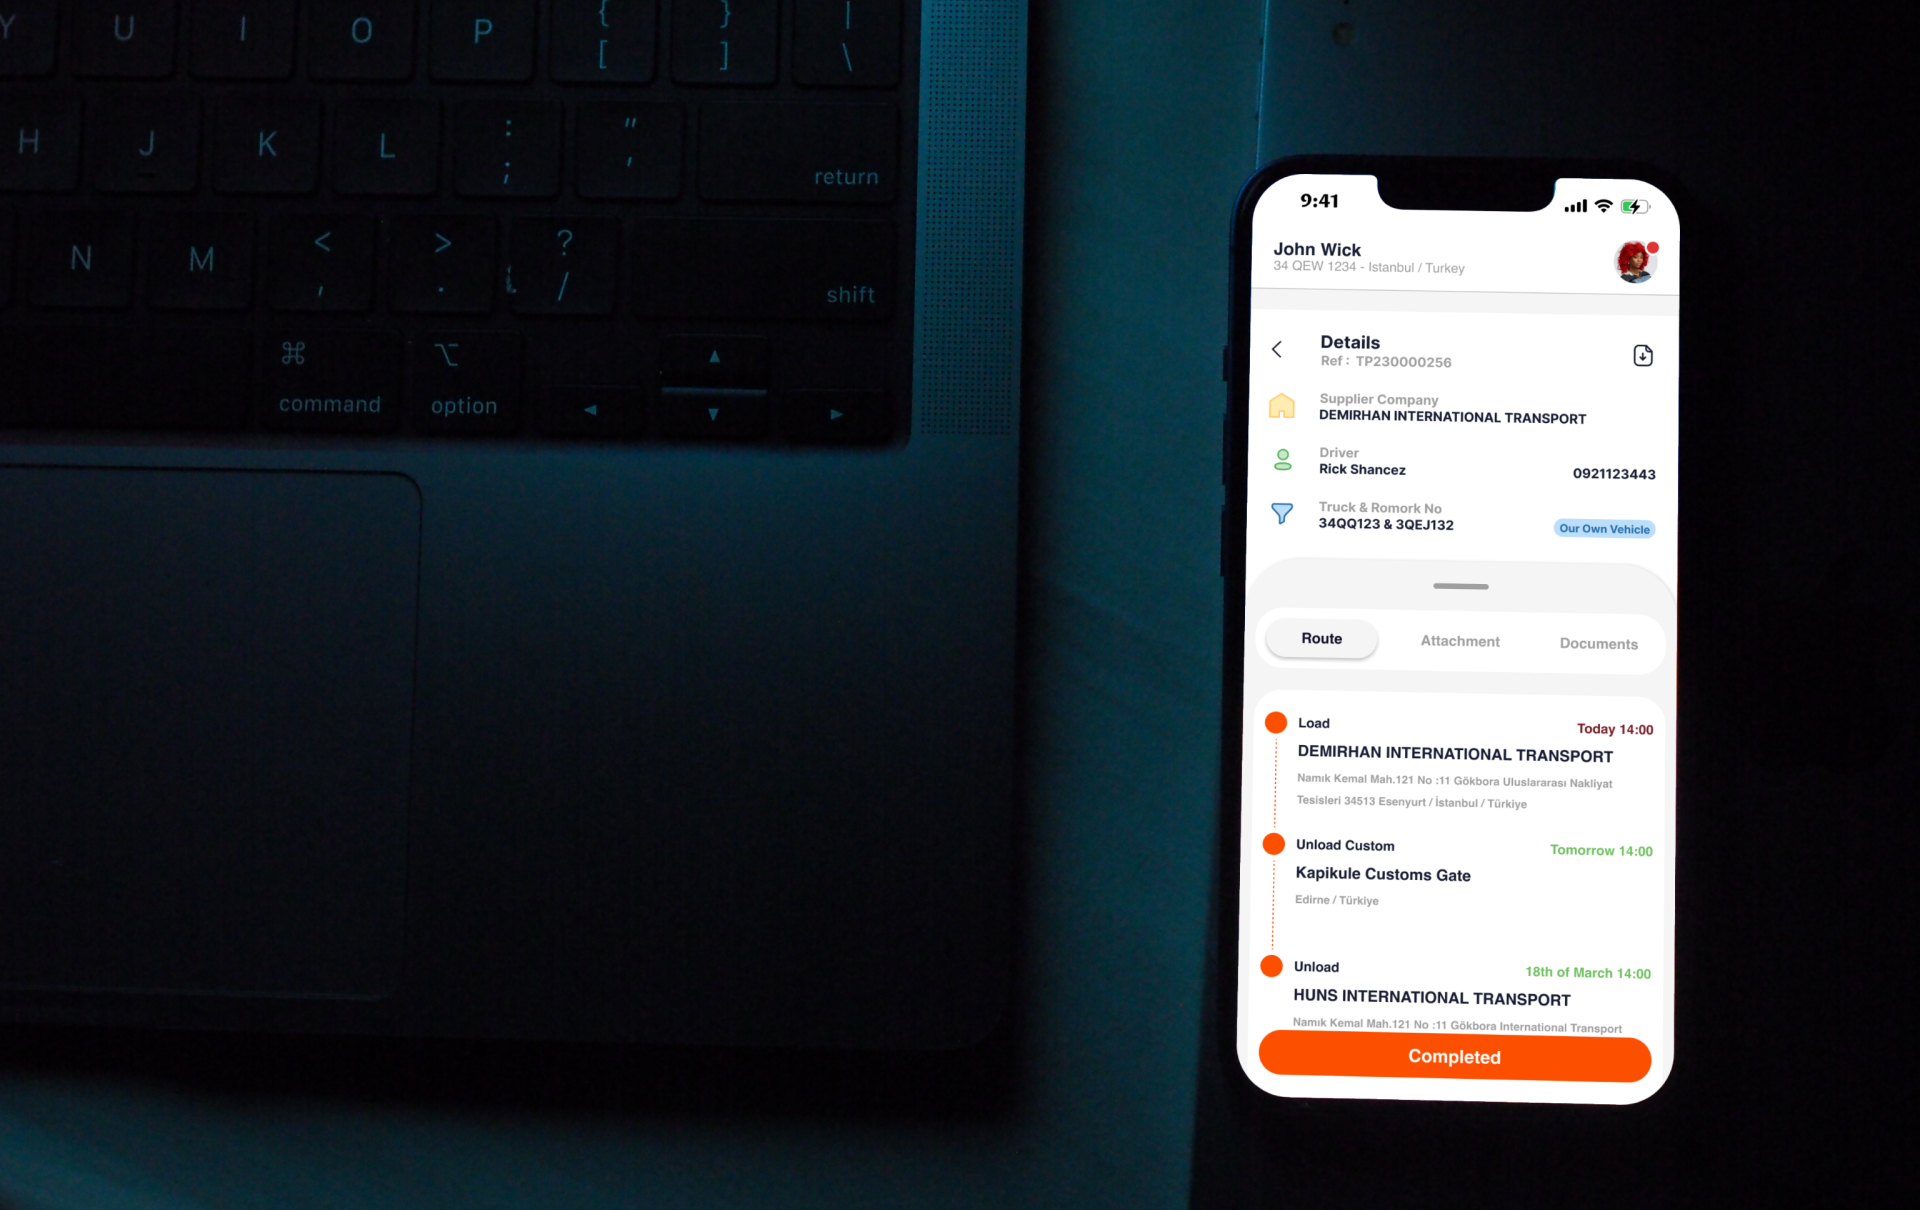 Y U I O P { [ } ] | \
H J K L : ; " ' return
N M < , > . ? / shift
⌘ ⌥ ▲
command option ◄ ▼ ►
9:41
John Wick
34 QEW 1234 - Istanbul / Turkey
Details
Ref : TP230000256
Supplier Company
DEMIRHAN INTERNATIONAL TRANSPORT
Driver
Rick Shancez 0921123443
Truck & Romork No
34QQ123 & 3QEJ132 Our Own Vehicle
Route Attachment Documents
Load Today 14:00
DEMIRHAN INTERNATIONAL TRANSPORT
Namık Kemal Mah.121 No :11 Gökbora Uluslararası Nakliyat
Tesisleri 34513 Esenyurt / İstanbul / Türkiye
Unload Custom Tomorrow 14:00
Kapikule Customs Gate
Edirne / Türkiye
Unload 18th of March 14:00
HUNS INTERNATIONAL TRANSPORT
Namık Kemal Mah.121 No :11 Gökbora International Transport
Completed